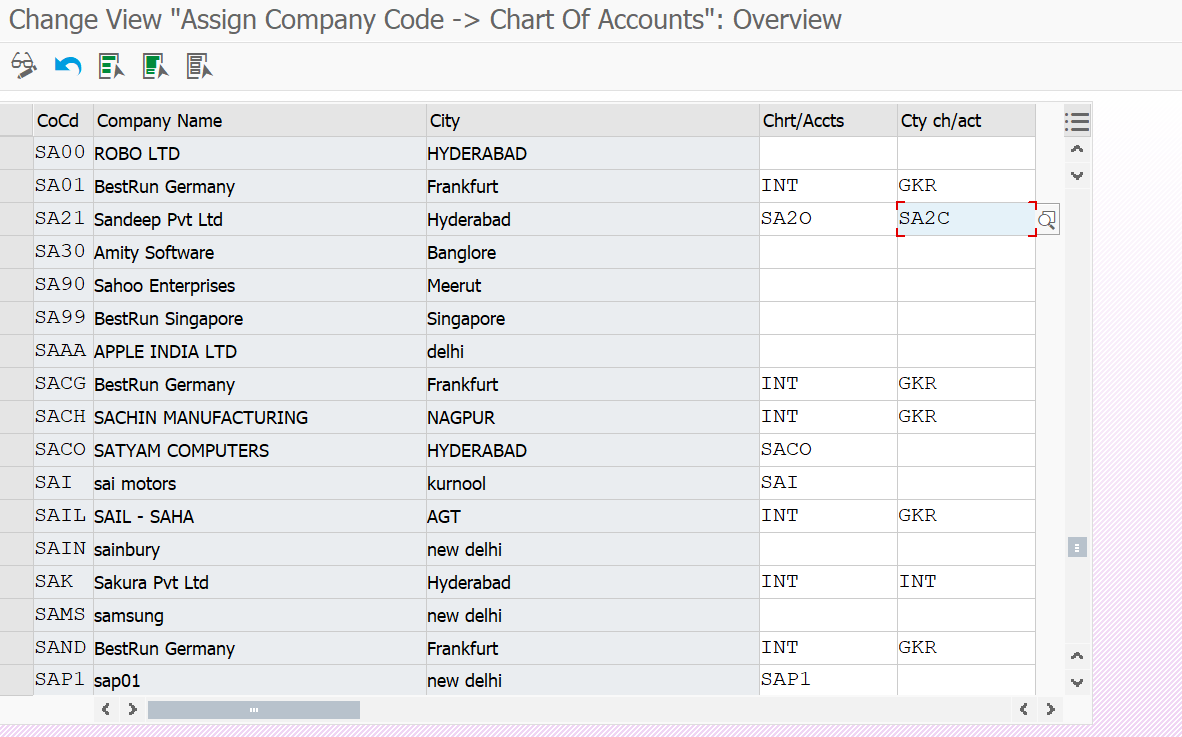 Change View "Assign Company Code -> Chart Of Accounts": Overview
CoCd Company Name City Chrt/Accts Cty ch/act
SA00 ROBO LTD HYDERABAD
SA01 BestRun Germany Frankfurt INT GKR
SA21 Sandeep Pvt Ltd Hyderabad SA2O SA2C
SA30 Amity Software Banglore
SA90 Sahoo Enterprises Meerut
SA99 BestRun Singapore Singapore
SAAA APPLE INDIA LTD delhi
SACG BestRun Germany Frankfurt INT GKR
SACH SACHIN MANUFACTURING NAGPUR INT GKR
SACO SATYAM COMPUTERS HYDERABAD SACO
SAI sai motors kurnool SAI
SAIL SAIL - SAHA AGT INT GKR
SAIN sainbury new delhi
SAK Sakura Pvt Ltd Hyderabad INT INT
SAMS samsung new delhi
SAND BestRun Germany Frankfurt INT GKR
SAP1 sap01 new delhi SAP1